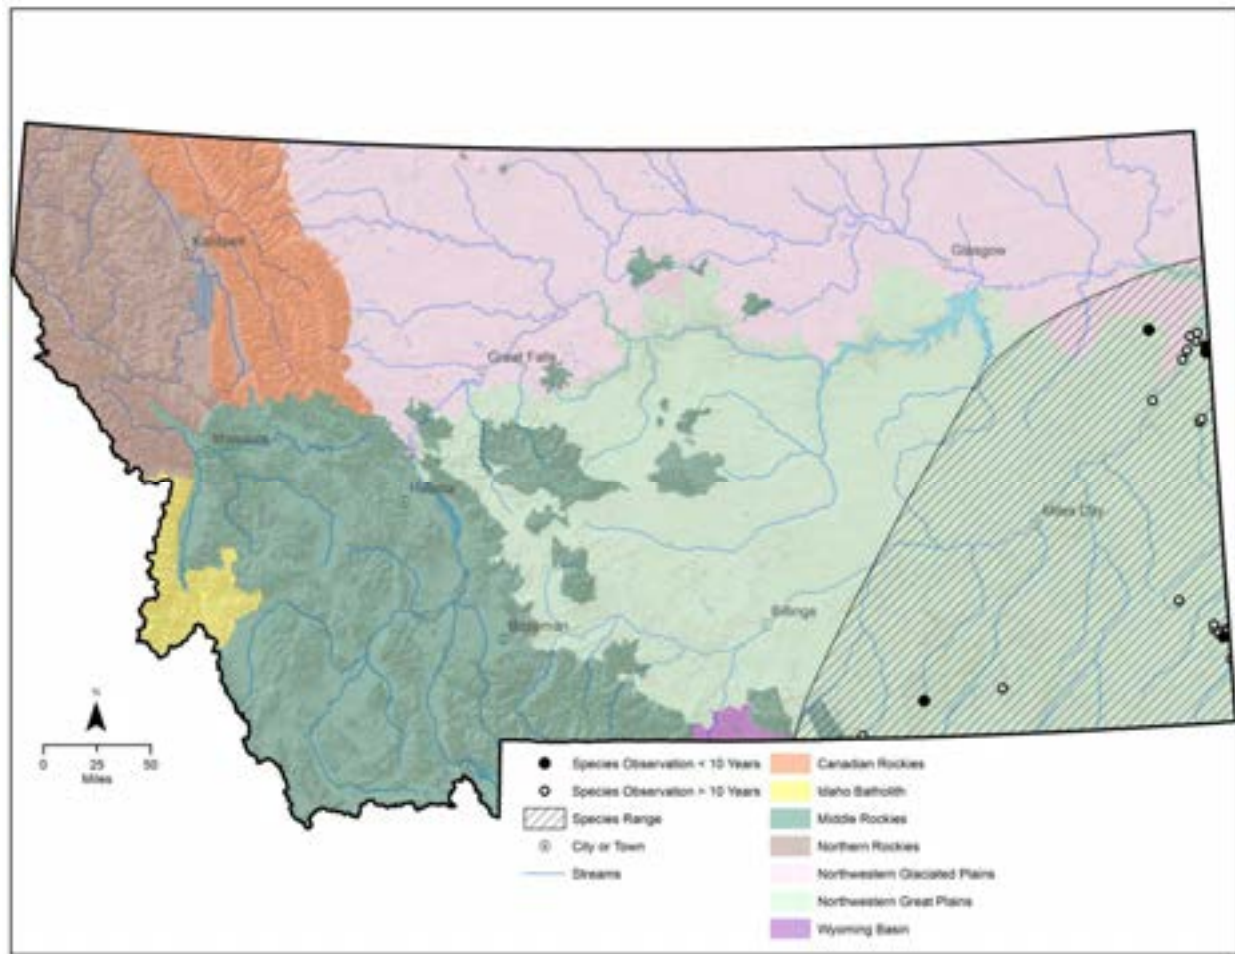 Kalispell
Glasgow
Great Falls
Missoula
Helena
Miles City
Billings
Bozeman
N
0 25 50
Miles
Species Observation < 10 Years
Species Observation > 10 Years
Species Range
City or Town
Streams
Canadian Rockies
Idaho Batholith
Middle Rockies
Northern Rockies
Northwestern Glaciated Plains
Northwestern Great Plains
Wyoming Basin